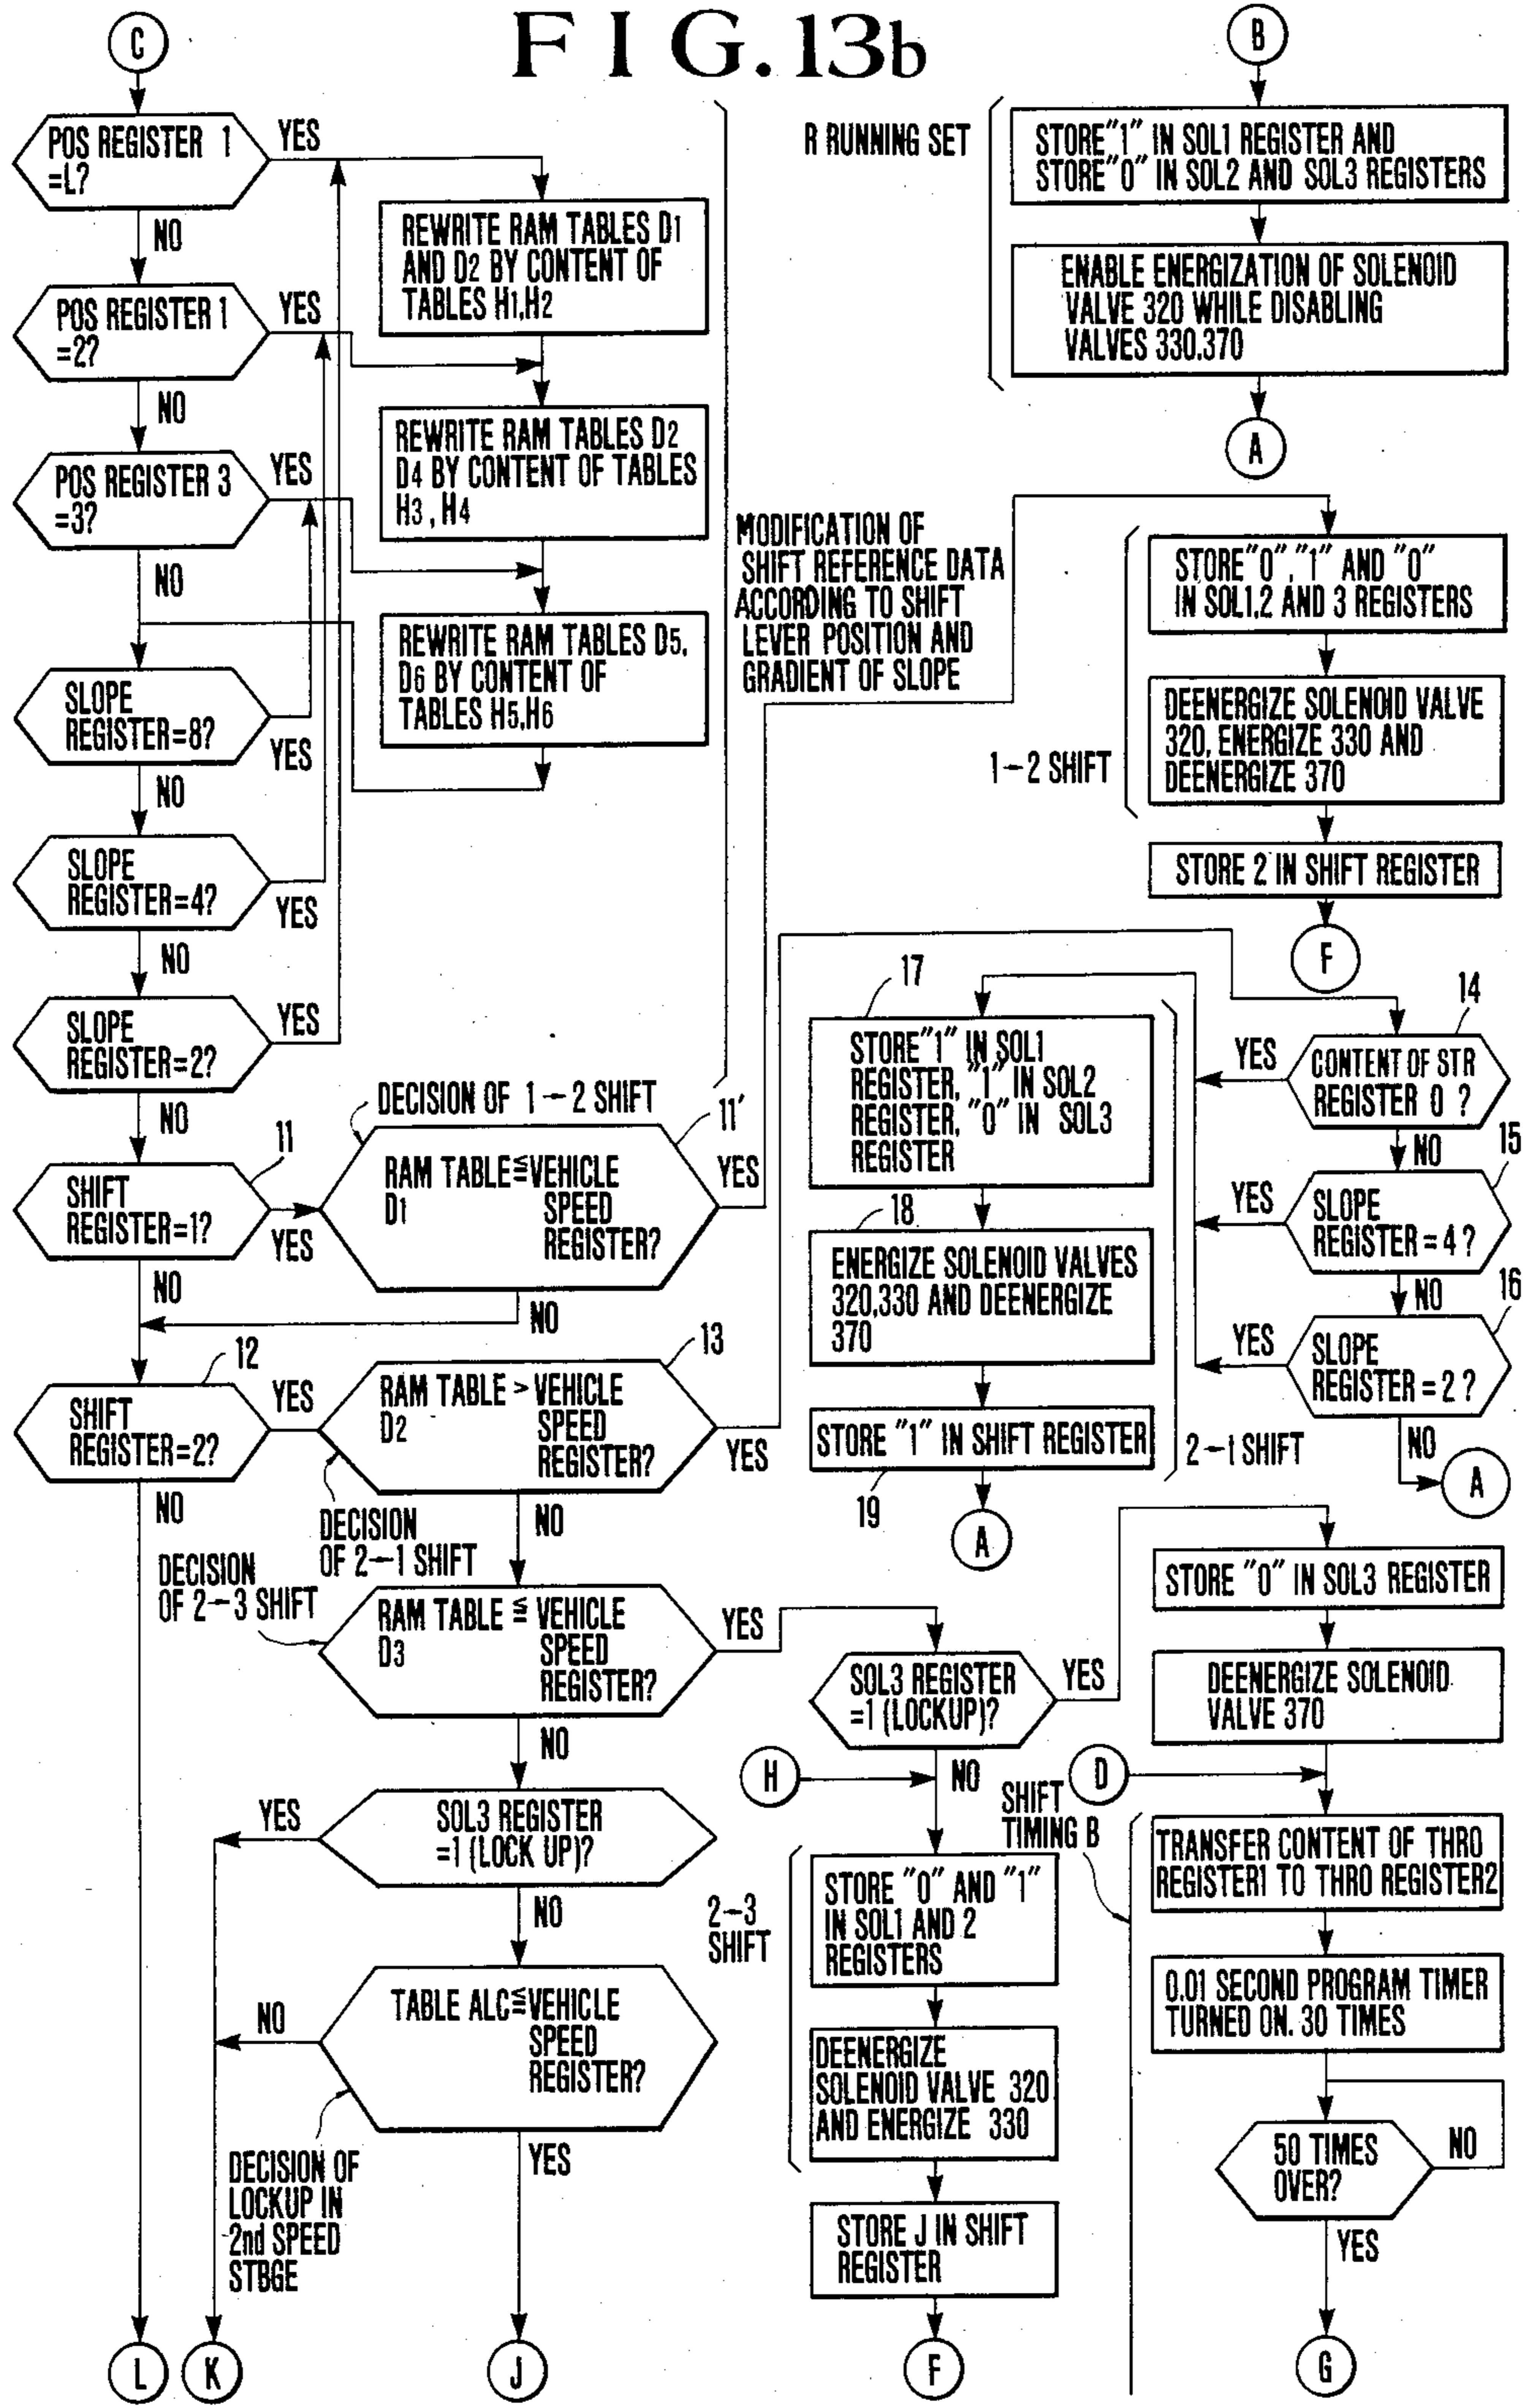 FIG.13b
C
POS REGISTER 1
=L?
YES
NO
POS REGISTER 1
=2?
YES
NO
POS REGISTER 3
=3?
YES
NO
SLOPE
REGISTER=8?
YES
NO
SLOPE
REGISTER=4?
YES
NO
SLOPE
REGISTER=2?
YES
NO
REWRITE RAM TABLES D1
AND D2 BY CONTENT OF
TABLES H1,H2
REWRITE RAM TABLES D2
D4 BY CONTENT OF TABLES
H3 , H4
REWRITE RAM TABLES D5,
D6 BY CONTENT OF
TABLES H5,H6
MODIFICATION OF
SHIFT REFERENCE DATA
ACCORDING TO SHIFT
LEVER POSITION AND
GRADIENT OF SLOPE
B
R RUNNING SET
STORE "1" IN SOL1 REGISTER AND
STORE "0" IN SOL2 AND SOL3 REGISTERS
ENABLE ENERGIZATION OF SOLENOID
VALVE 320 WHILE DISABLING
VALVES 330.370
A
STORE "0", "1" AND "0"
IN SOL1,2 AND 3 REGISTERS
DEENERGIZE SOLENOID VALVE
320, ENERGIZE 330 AND
DEENERGIZE 370
1-2 SHIFT
STORE 2 IN SHIFT REGISTER
F
11
SHIFT
REGISTER=1?
YES
NO
DECISION OF 1-2 SHIFT
11'
RAM TABLE≦VEHICLE
D1 SPEED
REGISTER?
YES
NO
12
SHIFT
REGISTER=2?
YES
NO
13
RAM TABLE > VEHICLE
D2 SPEED
REGISTER?
YES
NO
DECISION
OF 2-1 SHIFT
DECISION
OF 2-3 SHIFT
RAM TABLE ≦ VEHICLE
D3 SPEED
REGISTER?
YES
NO
SOL3 REGISTER
=1 (LOCK UP)?
YES
NO
TABLE ALC≦VEHICLE
SPEED
REGISTER?
NO
YES
DECISION OF
LOCKUP IN
2nd SPEED
STBGE
L
K
J
14
CONTENT OF STR
REGISTER 0 ?
YES
NO
15
SLOPE
REGISTER = 4 ?
YES
NO
16
SLOPE
REGISTER = 2 ?
YES
NO
A
17
STORE "1" IN SOL1
REGISTER, "1" IN SOL2
REGISTER, "0" IN SOL3
REGISTER
18
ENERGIZE SOLENOID VALVES
320,330 AND DEENERGIZE
370
STORE "1" IN SHIFT REGISTER
19
2-1 SHIFT
A
SOL3 REGISTER
=1 (LOCKUP)?
YES
NO
H
2-3
SHIFT
STORE "0" AND "1"
IN SOL1 AND 2
REGISTERS
DEENERGIZE
SOLENOID VALVE 320
AND ENERGIZE 330
STORE J IN SHIFT
REGISTER
F
STORE "0" IN SOL3 REGISTER
DEENERGIZE SOLENOID
VALVE 370
D
SHIFT
TIMING B
TRANSFER CONTENT OF THRO
REGISTER1 TO THRO REGISTER2
0.01 SECOND PROGRAM TIMER
TURNED ON. 30 TIMES
50 TIMES
OVER?
NO
YES
G